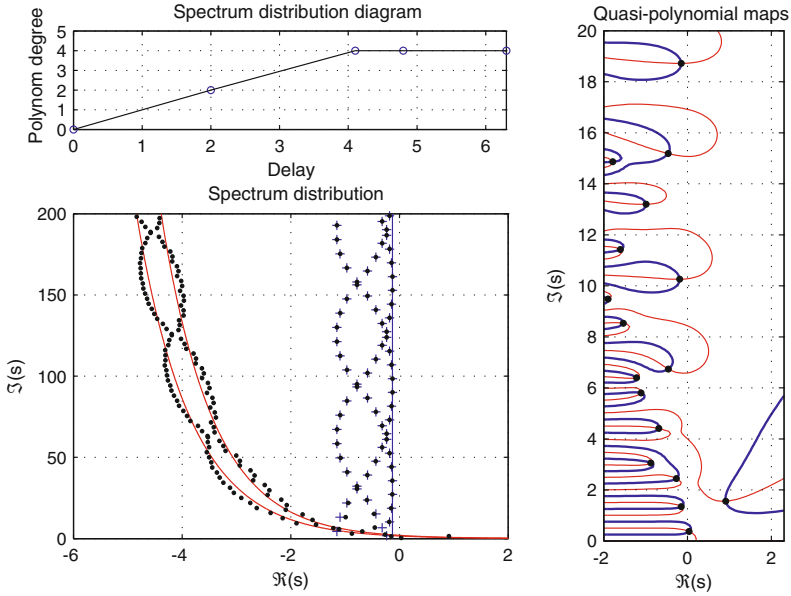 Spectrum distribution diagram
Polynom degree
5
4
3
2
1
0
0 1 2 3 4 5 6
Delay
Spectrum distribution
ℑ(s)
200
150
100
50
0
-6 -4 -2 0 2
ℜ(s)
Quasi-polynomial maps
ℑ(s)
20
18
16
14
12
10
8
6
4
2
0
-2 -1 0 1 2
ℜ(s)